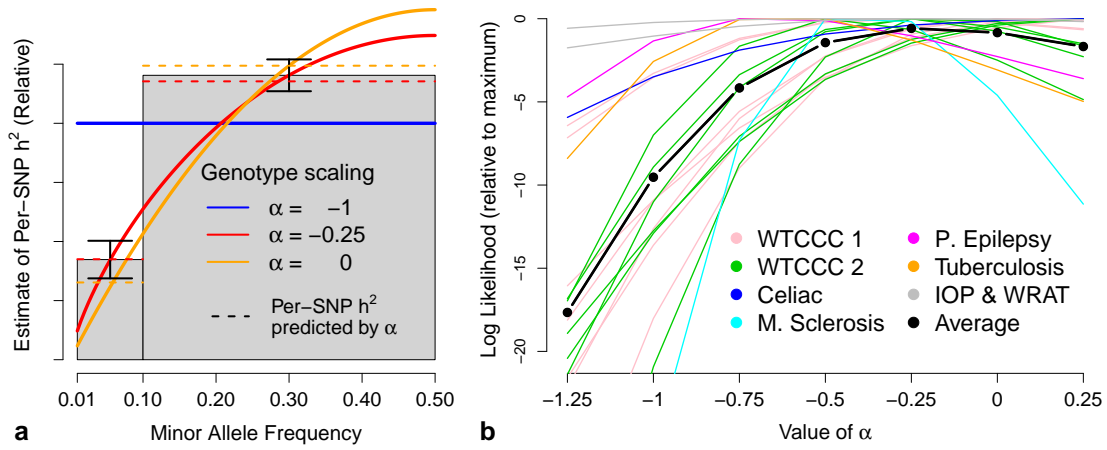 Estimate of Per−SNP h² (Relative)
Genotype scaling
α = −1
α = −0.25
α = 0
Per−SNP h²
predicted by α
0.01 0.10 0.20 0.30 0.40 0.50
Minor Allele Frequency
a
Log Likelihood (relative to maximum)
0
−5
−10
−15
−20
WTCCC 1
WTCCC 2
Celiac
M. Sclerosis
P. Epilepsy
Tuberculosis
IOP & WRAT
Average
−1.25 −1 −0.75 −0.5 −0.25 0 0.25
Value of α
b